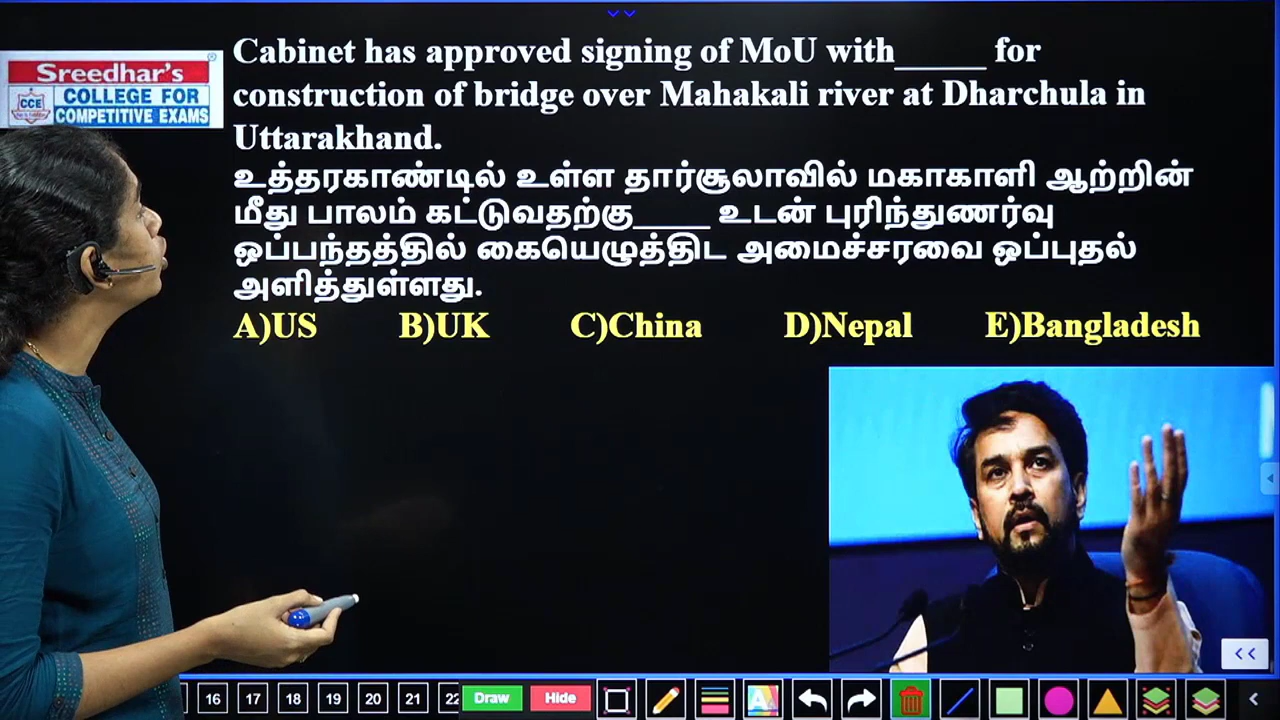 Sreedhar's
CCE
COLLEGE FOR
COMPETITIVE EXAMS
Cabinet has approved signing of MoU with_____ for
construction of bridge over Mahakali river at Dharchula in
Uttarakhand.
உத்தரகாண்டில் உள்ள தார்சூலாவில் மகாகாளி ஆற்றின்
மீது பாலம் கட்டுவதற்கு____ உடன் புரிந்துணர்வு
ஒப்பந்தத்தில் கையெழுத்திட அமைச்சரவை ஒப்புதல்
அளித்துள்ளது.
A)US B)UK C)China D)Nepal E)Bangladesh
16 17 18 19 20 21 22 Draw Hide A